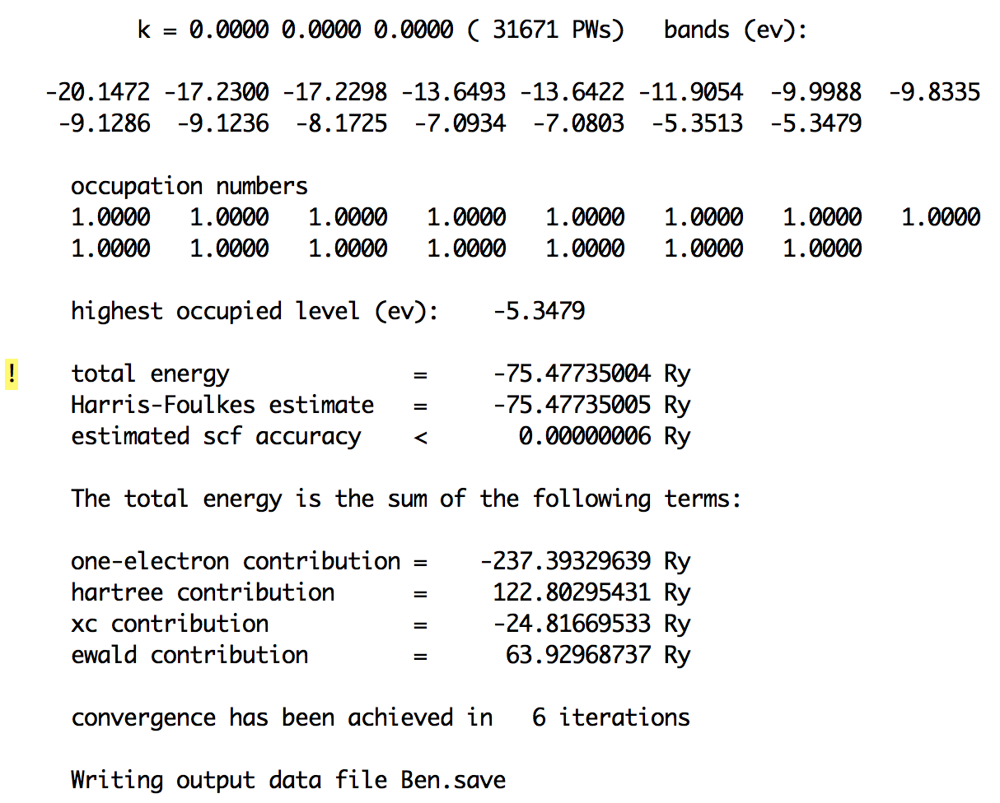 k = 0.0000 0.0000 0.0000 ( 31671 PWs)   bands (ev):
-20.1472 -17.2300 -17.2298 -13.6493 -13.6422 -11.9054  -9.9988  -9.8335
-9.1286  -9.1236  -8.1725  -7.0934  -7.0803  -5.3513  -5.3479
occupation numbers
1.0000   1.0000   1.0000   1.0000   1.0000   1.0000   1.0000   1.0000
1.0000   1.0000   1.0000   1.0000   1.0000   1.0000   1.0000
highest occupied level (ev):    -5.3479
!    total energy              =     -75.47735004 Ry
Harris-Foulkes estimate   =     -75.47735005 Ry
estimated scf accuracy    <       0.00000006 Ry
The total energy is the sum of the following terms:
one-electron contribution =    -237.39329639 Ry
hartree contribution      =     122.80295431 Ry
xc contribution           =     -24.81669533 Ry
ewald contribution        =      63.92968737 Ry
convergence has been achieved in   6 iterations
Writing output data file Ben.save